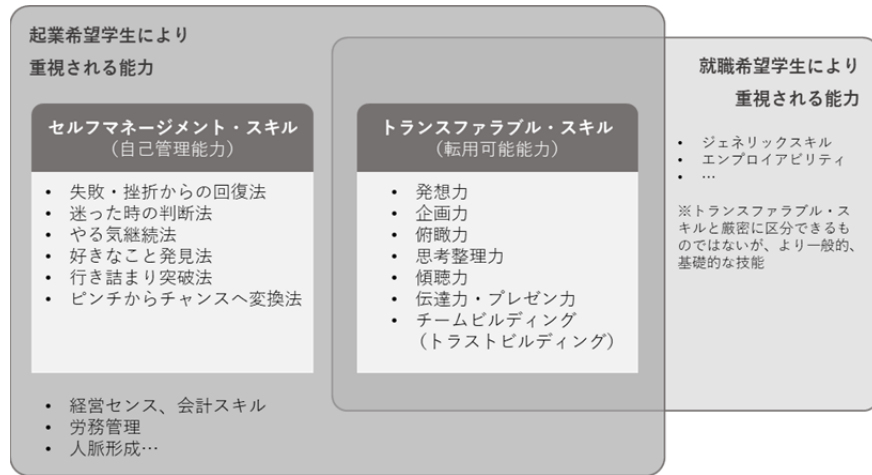 起業希望学生により
重視される能力
セルフマネージメント・スキル
（自己管理能力）
• 失敗・挫折からの回復法
• 迷った時の判断法
• やる気継続法
• 好きなこと発見法
• 行き詰まり突破法
• ピンチからチャンスへ変換法
• 経営センス、会計スキル
• 労務管理
• 人脈形成…
トランスファラブル・スキル
（転用可能能力）
• 発想力
• 企画力
• 俯瞰力
• 思考整理力
• 傾聴力
• 伝達力・プレゼン力
• チームビルディング
（トラストビルディング）
就職希望学生により
重視される能力
• ジェネリックスキル
• エンプロイアビリティ
• …
※トランスファラブル・ス
キルと厳密に区分できるも
のではないが、より一般的、
基礎的な技能